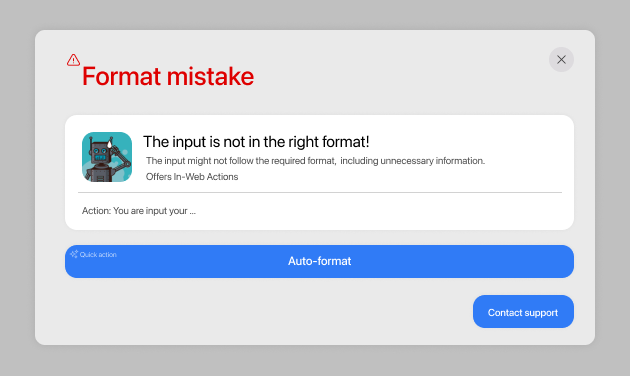 Format mistake
The input is not in the right format!
The input might not follow the required format, including unnecessary information.
Offers In-Web Actions
Action: You are input your ...
Quick action
Auto-format
Contact support